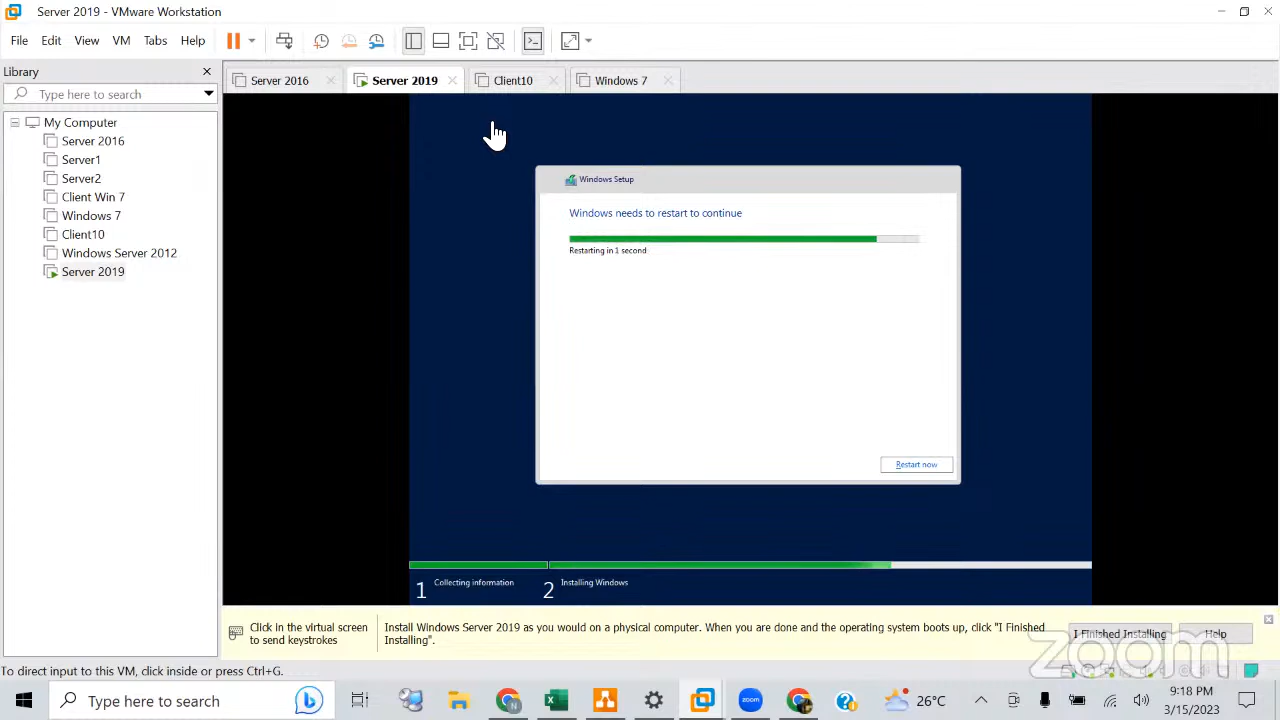 Server 2019 - VMware Workstation
File Edit View VM Tabs Help
Library
Type here to search
My Computer
Server 2016
Server1
Server2
Client Win 7
Windows 7
Client10
Windows Server 2012
Server 2019
Server 2016
Server 2019
Client10
Windows 7
Windows Setup
Windows needs to restart to continue
Restarting in 1 second
Restart now
1 Collecting information
2 Installing Windows
Click in the virtual screen
to send keystrokes
Install Windows Server 2019 as you would on a physical computer. When you are done and the operating system boots up, click "I Finished
Installing".
I Finished Installing
Help
zoom
To direct input to this VM, click inside or press Ctrl+G.
Type here to search
N
zoom
26°C
9:18 PM
3/15/2023